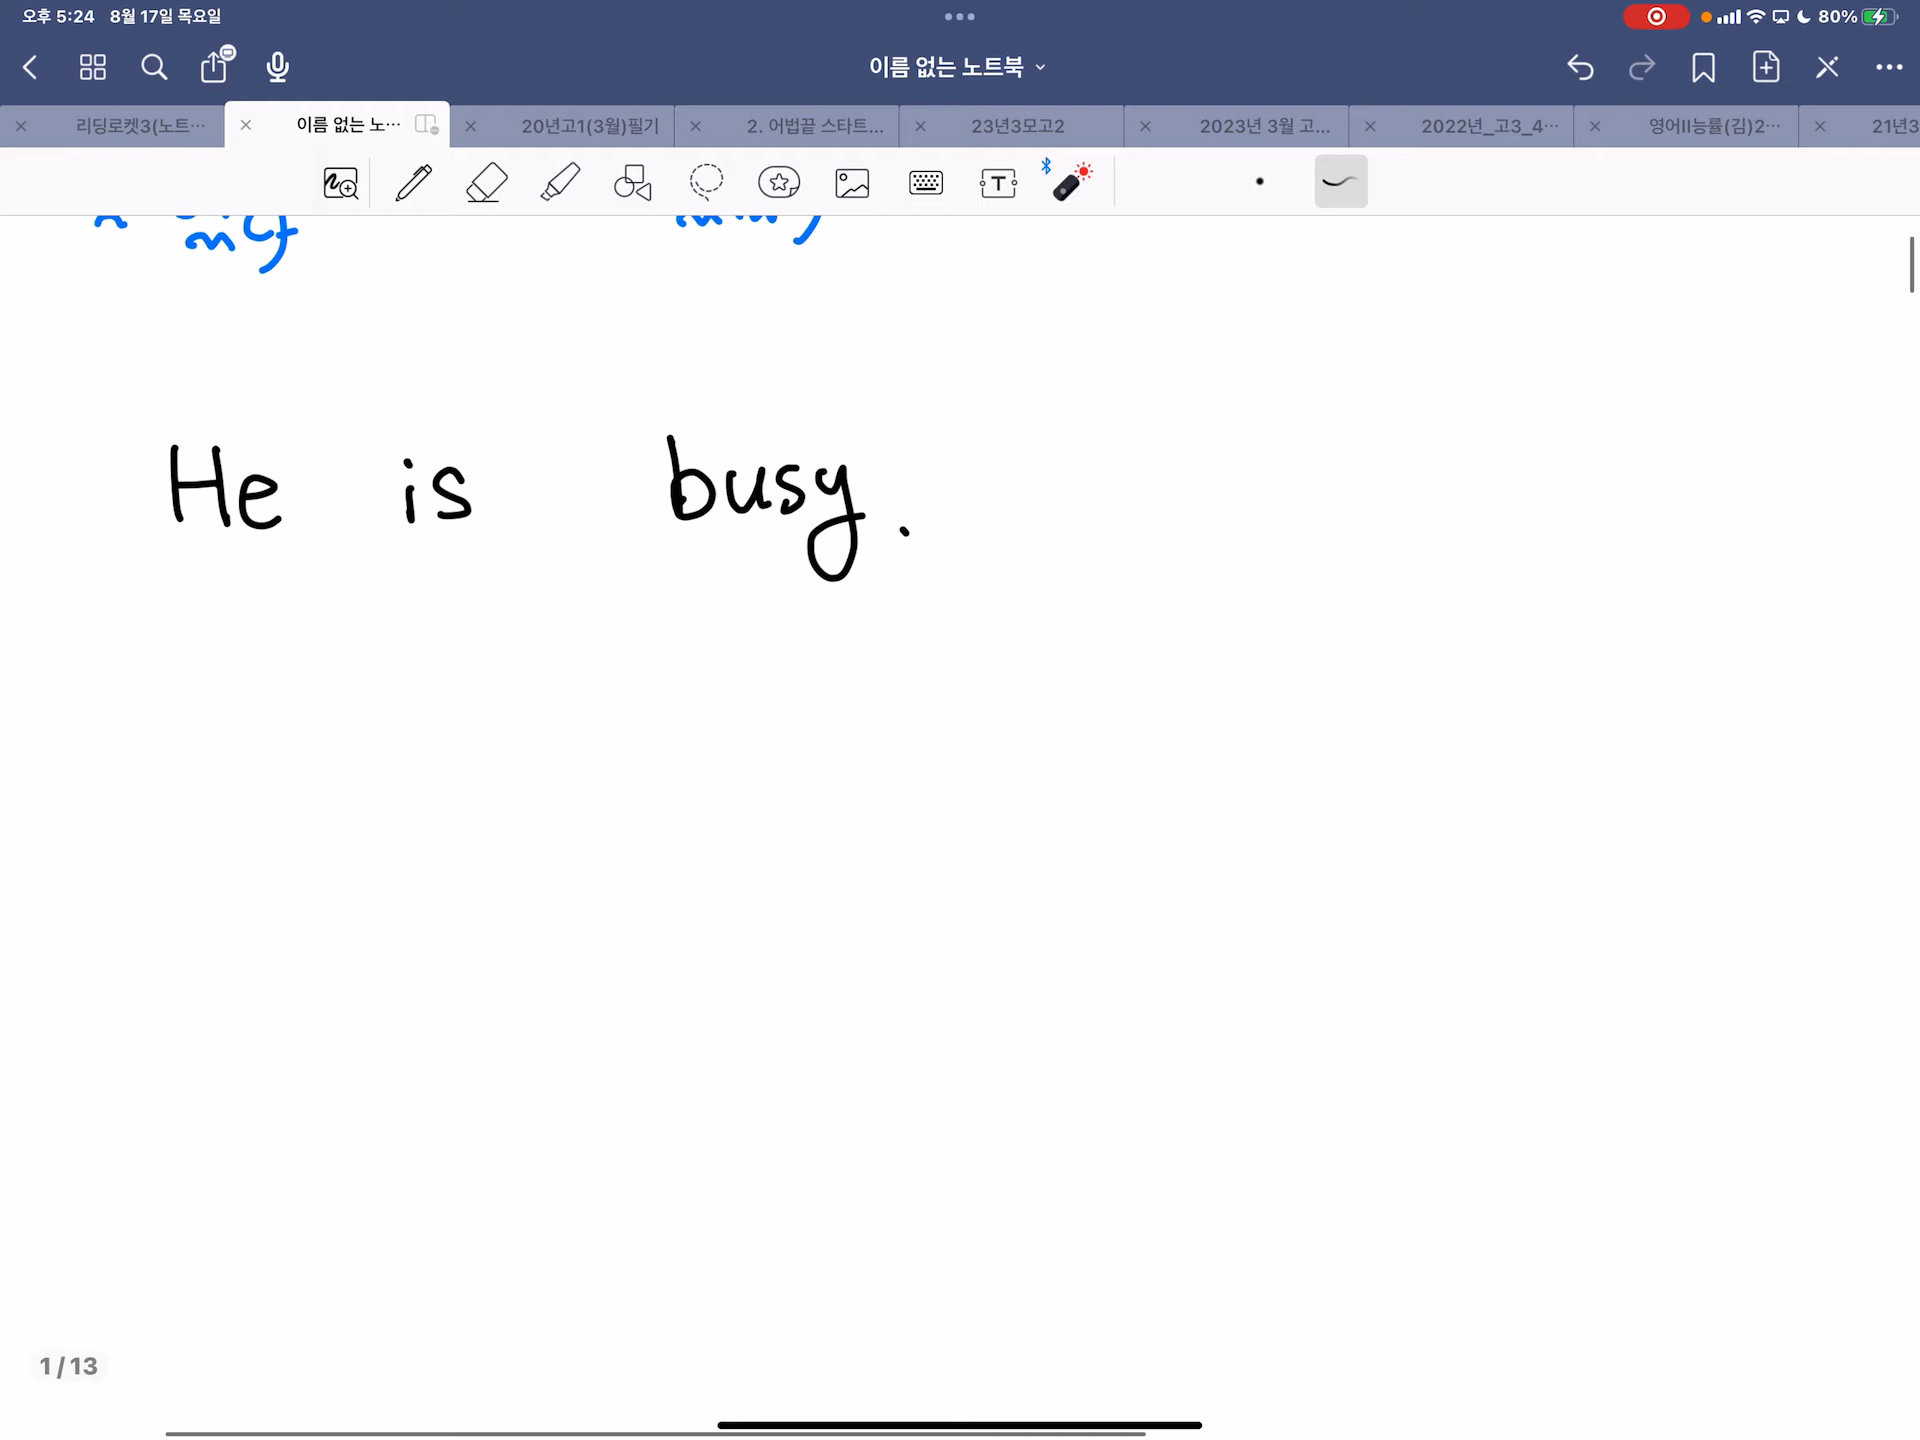 오후 5:24 8월 17일 목요일 80%
이름 없는 노트북
리딩로켓3(노트… 이름 없는 노… 20년고1(3월)필기 2. 어법끝 스타트... 23년3모고2 2023년 3월 고... 2022년_고3_4… 영어II능률(김)2… 21년3
T
He is busy.
1/13